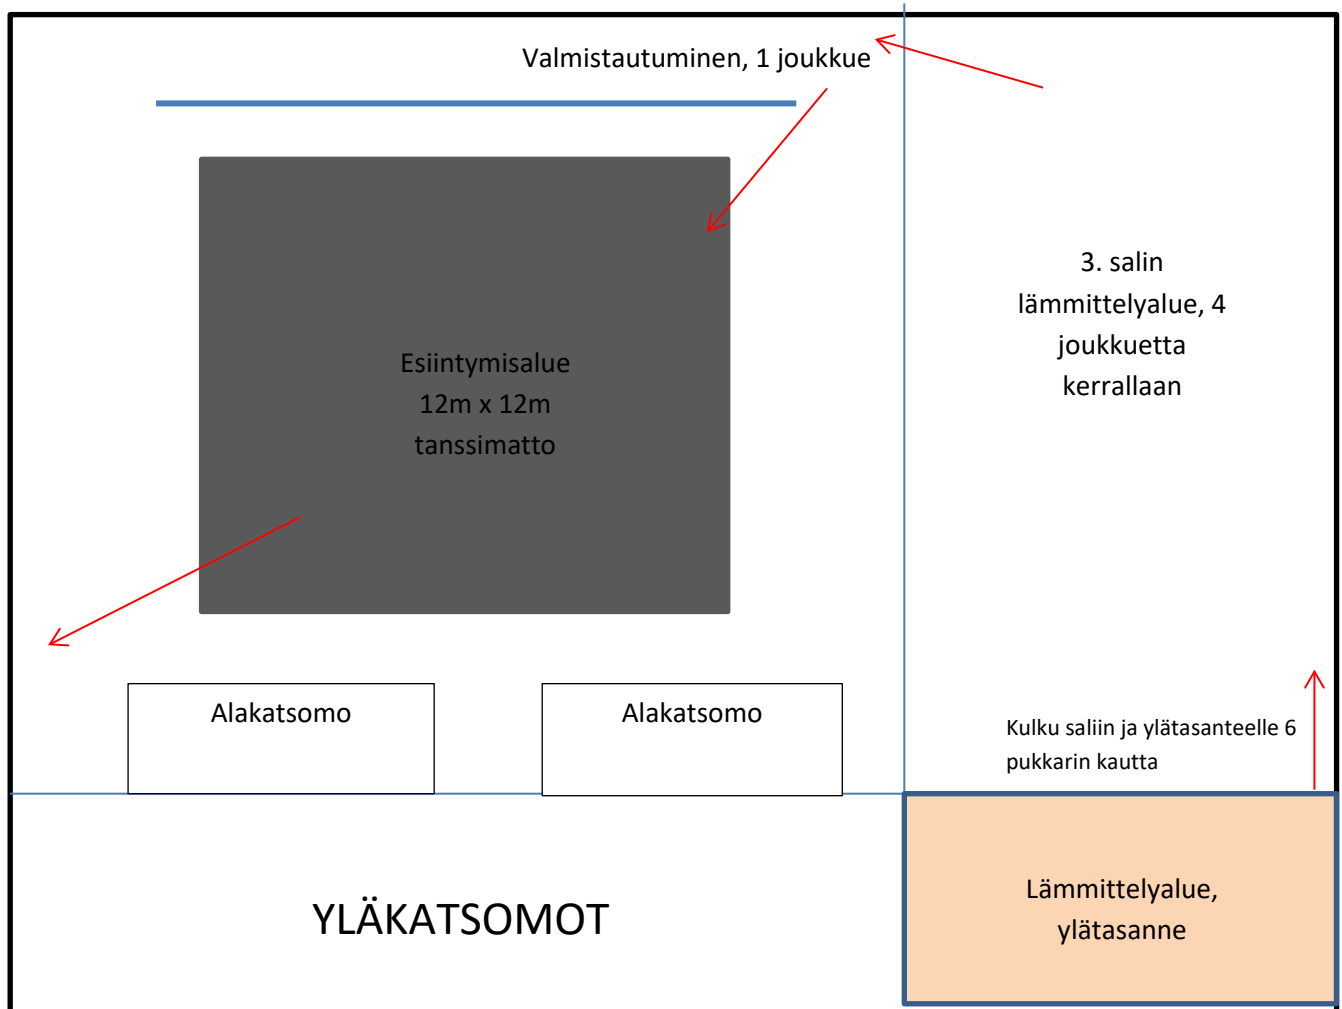 Valmistautuminen, 1 joukkue
3. salin
lämmittelyalue, 4
joukkuetta
kerrallaan
Esiintymisalue
12m x 12m
tanssimatto
Alakatsomo
Alakatsomo
Kulku saliin ja ylätasanteelle 6
pukkarin kautta
YLÄKATSOMOT
Lämmittelyalue,
ylätasanne